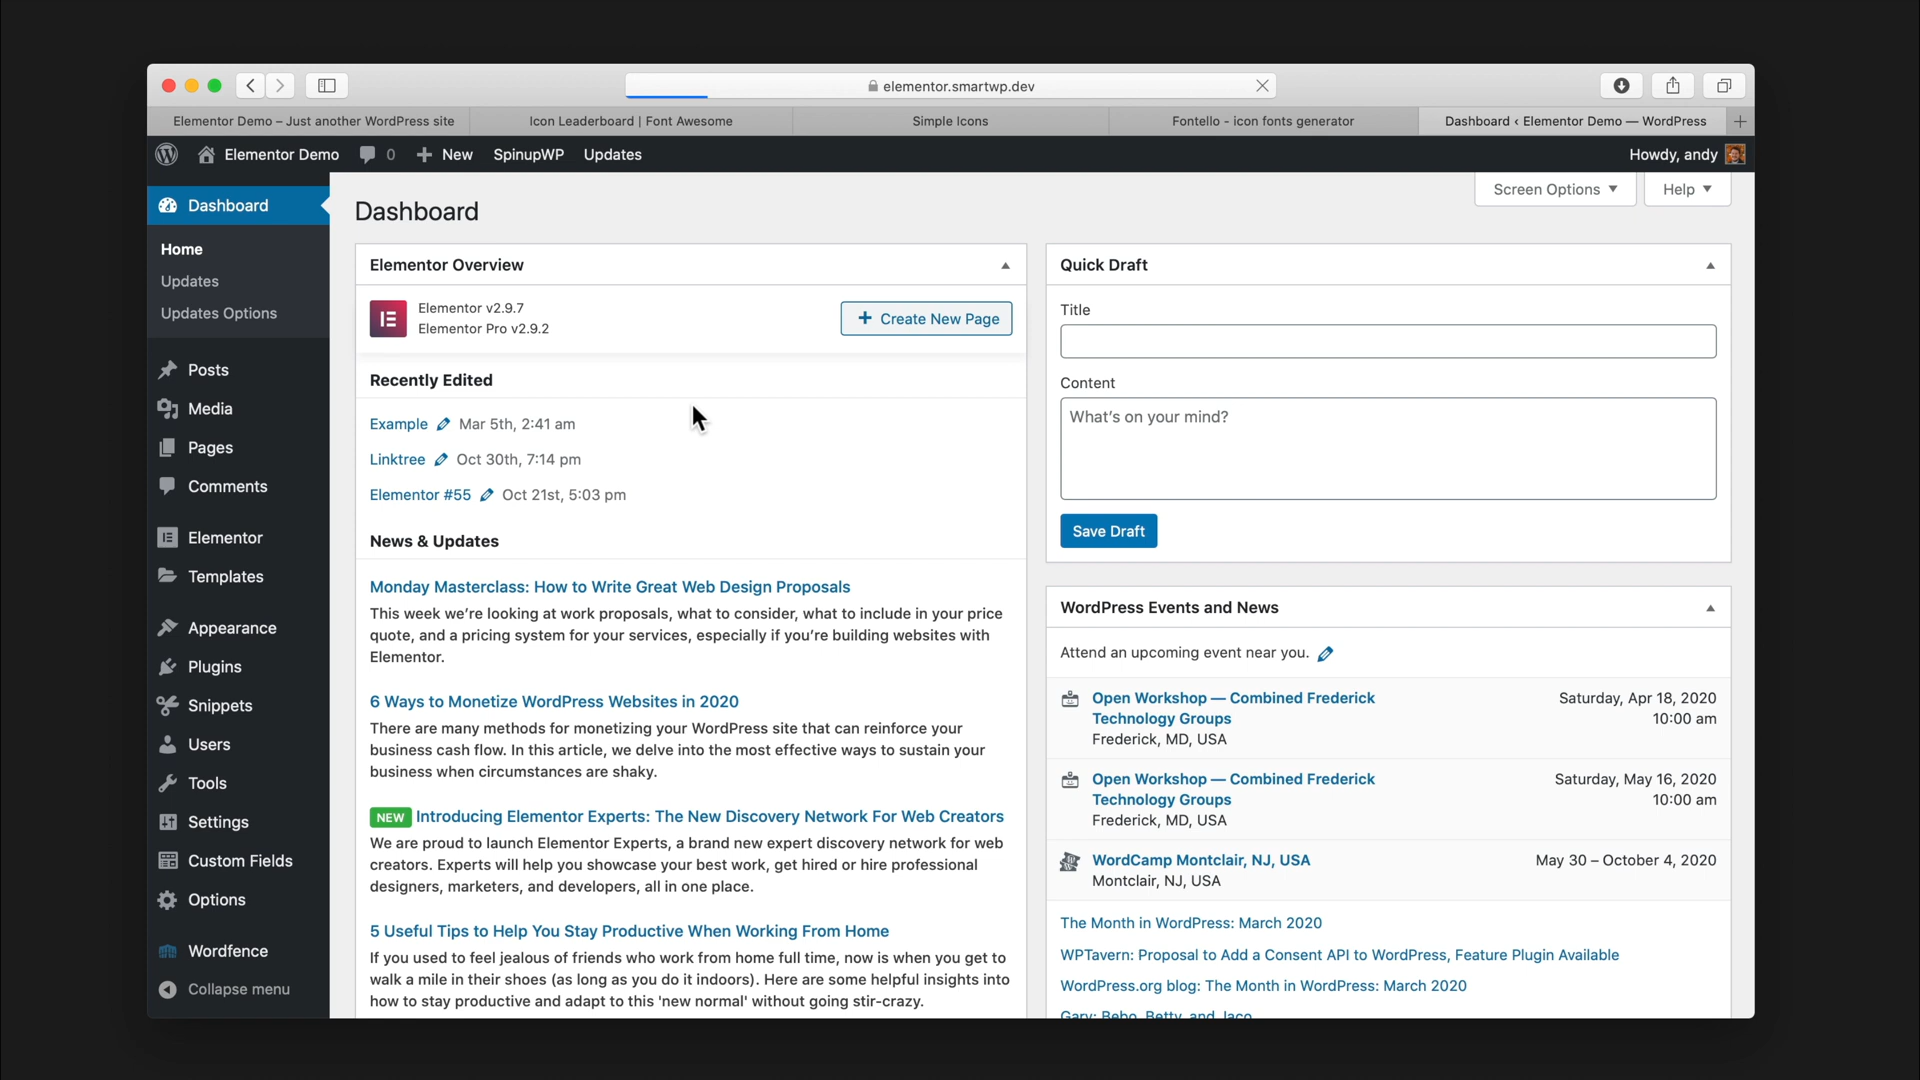 elementor.smartwp.dev
Elementor Demo – Just another WordPress site
Icon Leaderboard | Font Awesome
Simple Icons
Fontello - icon fonts generator
Dashboard ‹ Elementor Demo — WordPress
Elementor Demo
0
New
SpinupWP
Updates
Howdy, andy
Dashboard
Home
Updates
Updates Options
Posts
Media
Pages
Comments
Elementor
Templates
Appearance
Plugins
Snippets
Users
Tools
Settings
Custom Fields
Options
Wordfence
Collapse menu
Screen Options
Help
Dashboard
Elementor Overview
Elementor v2.9.7
Elementor Pro v2.9.2
Create New Page
Recently Edited
Example Mar 5th, 2:41 am
Linktree Oct 30th, 7:14 pm
Elementor #55 Oct 21st, 5:03 pm
News & Updates
Monday Masterclass: How to Write Great Web Design Proposals
This week we're looking at work proposals, what to consider, what to include in your price
quote, and a pricing system for your services, especially if you're building websites with
Elementor.
6 Ways to Monetize WordPress Websites in 2020
There are many methods for monetizing your WordPress site that can reinforce your
business cash flow. In this article, we delve into the most effective ways to sustain your
business when circumstances are shaky.
NEW Introducing Elementor Experts: The New Discovery Network For Web Creators
We are proud to launch Elementor Experts, a brand new expert discovery network for web
creators. Experts will help you showcase your best work, get hired or hire professional
designers, marketers, and developers, all in one place.
5 Useful Tips to Help You Stay Productive When Working From Home
If you used to feel jealous of friends who work from home full time, now is when you get to
walk a mile in their shoes (as long as you do it indoors). Here are some helpful insights into
how to stay productive and adapt to this 'new normal' without going stir-crazy.
Quick Draft
Title
Content
What's on your mind?
Save Draft
WordPress Events and News
Attend an upcoming event near you.
Open Workshop — Combined Frederick
Technology Groups
Frederick, MD, USA
Saturday, Apr 18, 2020
10:00 am
Open Workshop — Combined Frederick
Technology Groups
Frederick, MD, USA
Saturday, May 16, 2020
10:00 am
WordCamp Montclair, NJ, USA
Montclair, NJ, USA
May 30 – October 4, 2020
The Month in WordPress: March 2020
WPTavern: Proposal to Add a Consent API to WordPress, Feature Plugin Available
WordPress.org blog: The Month in WordPress: March 2020
Gary: Bebo, Betty, and Jaco